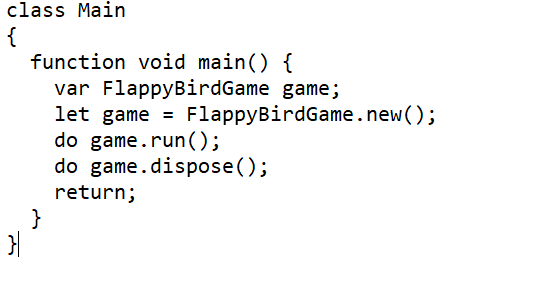 class Main
{
  function void main() {
    var FlappyBirdGame game;
    let game = FlappyBirdGame.new();
    do game.run();
    do game.dispose();
    return;
  }
}